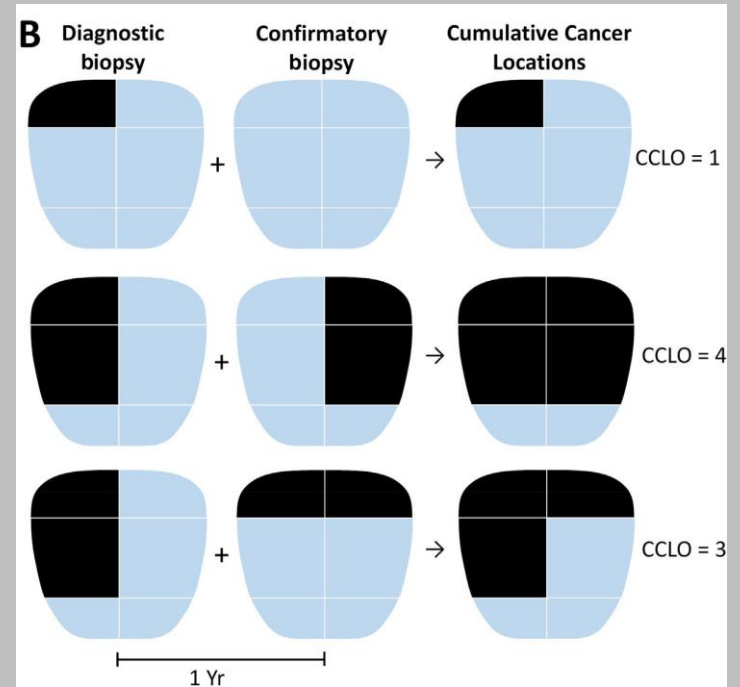 B
Diagnostic biopsy
Confirmatory biopsy
Cumulative Cancer Locations
+
→
CCLO = 1
+
→
CCLO = 4
+
→
CCLO = 3
1 Yr